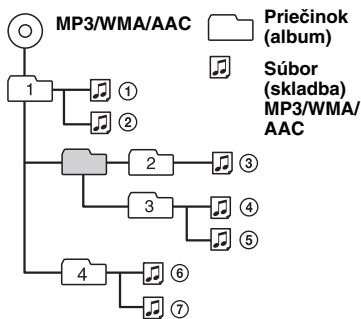 MP3/WMA/AAC
Priečinok
(album)
Súbor
(skladba)
MP3/WMA/
AAC
1
①
②
2
③
3
④
⑤
4
⑥
⑦